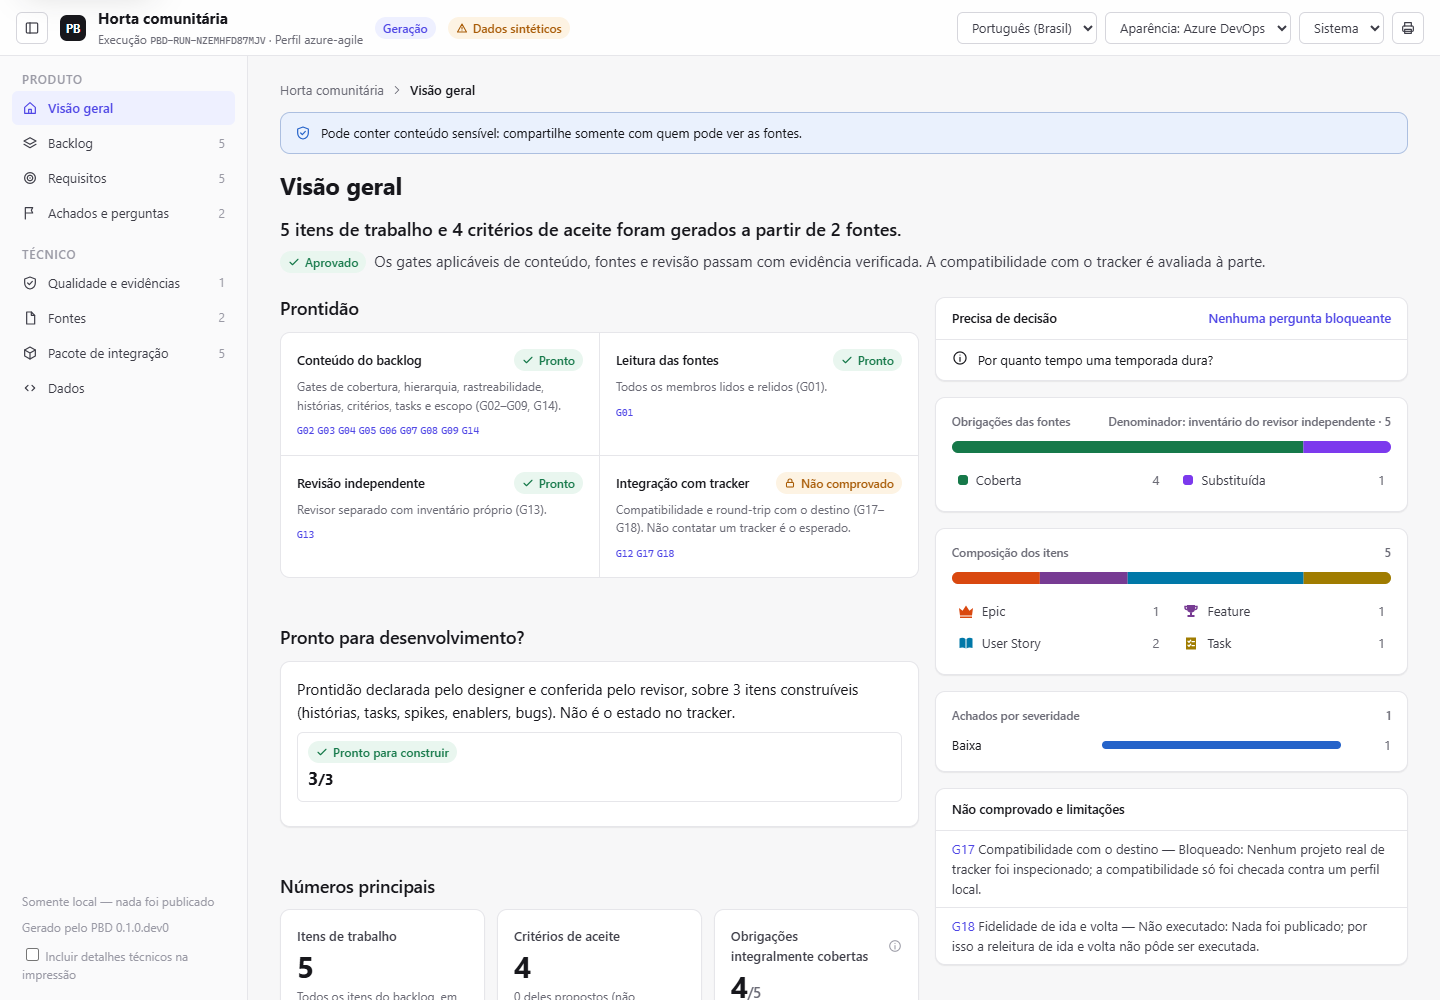 PB
Horta comunitária
Execução PBD-RUN-NZEMHFD87MJV · Perfil azure-agile
Geração
Dados sintéticos
Português (Brasil)
Aparência: Azure DevOps
Sistema
PRODUTO
Visão geral
Backlog 5
Requisitos 5
Achados e perguntas 2
TÉCNICO
Qualidade e evidências 1
Fontes 2
Pacote de integração 5
Dados
Somente local — nada foi publicado
Gerado pelo PBD 0.1.0.dev0
Incluir detalhes técnicos na
impressão
Horta comunitária > Visão geral
Pode conter conteúdo sensível: compartilhe somente com quem pode ver as fontes.
Visão geral
5 itens de trabalho e 4 critérios de aceite foram gerados a partir de 2 fontes.
Aprovado Os gates aplicáveis de conteúdo, fontes e revisão passam com evidência verificada. A compatibilidade com o tracker é avaliada à parte.
Prontidão
Conteúdo do backlog Pronto
Gates de cobertura, hierarquia, rastreabilidade,
histórias, critérios, tasks e escopo (G02–G09, G14).
G02 G03 G04 G05 G06 G07 G08 G09 G14
Leitura das fontes Pronto
Todos os membros lidos e relidos (G01).
G01
Revisão independente Pronto
Revisor separado com inventário próprio (G13).
G13
Integração com tracker Não comprovado
Compatibilidade e round-trip com o destino (G17–
G18). Não contatar um tracker é o esperado.
G12 G17 G18
Pronto para desenvolvimento?
Prontidão declarada pelo designer e conferida pelo revisor, sobre 3 itens construíveis
(histórias, tasks, spikes, enablers, bugs). Não é o estado no tracker.
Pronto para construir
3/3
Números principais
Itens de trabalho
5
Todos os itens do backlog, em
Critérios de aceite
4
0 deles propostos (não
Obrigações
integralmente cobertas
4/5
Precisa de decisão Nenhuma pergunta bloqueante
Por quanto tempo uma temporada dura?
Obrigações das fontes Denominador: inventário do revisor independente · 5
Coberta 4 Substituída 1
Composição dos itens 5
Epic 1 Feature 1
User Story 2 Task 1
Achados por severidade 1
Baixa 1
Não comprovado e limitações
G17 Compatibilidade com o destino — Bloqueado: Nenhum projeto real de
tracker foi inspecionado; a compatibilidade só foi checada contra um perfil
local.
G18 Fidelidade de ida e volta — Não executado: Nada foi publicado; por
isso a releitura de ida e volta não pôde ser executada.